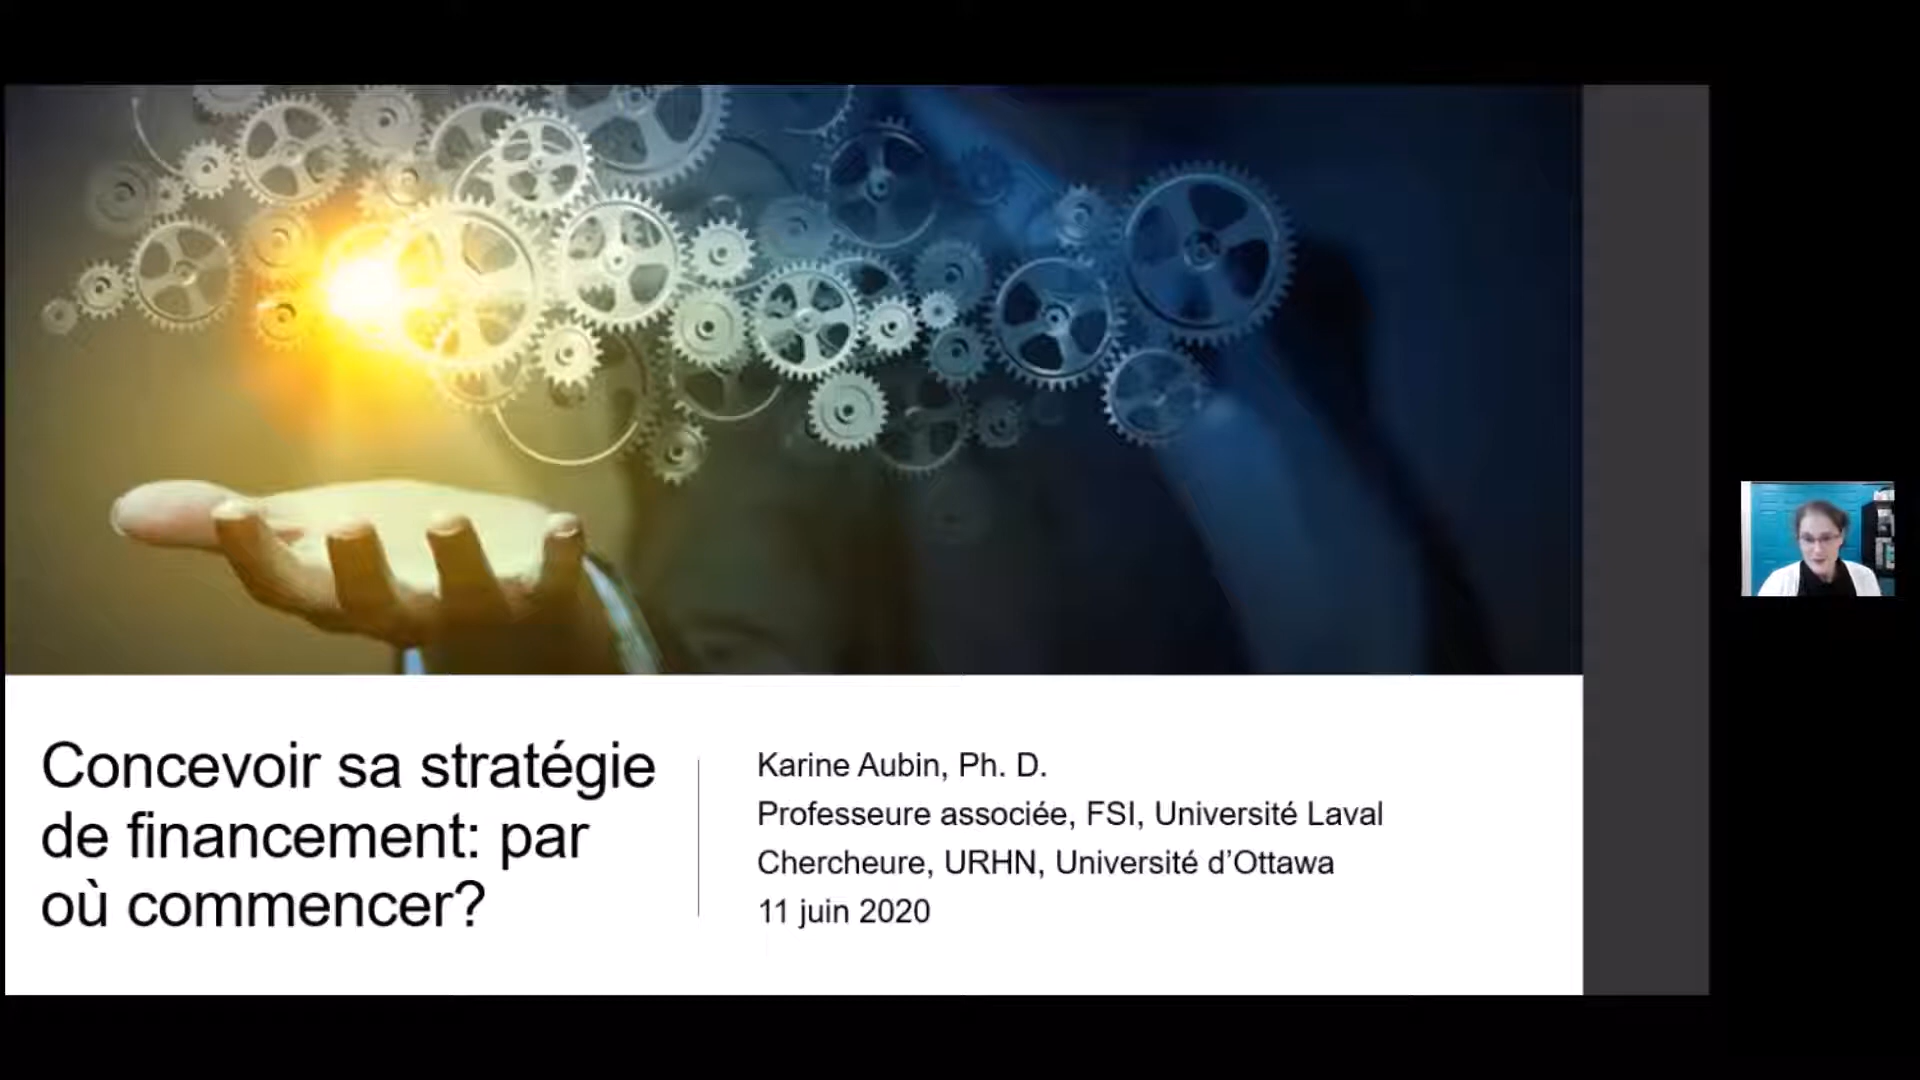 Concevoir sa stratégie
de financement: par
où commencer?
Karine Aubin, Ph. D.
Professeure associée, FSI, Université Laval
Chercheure, URHN, Université d’Ottawa
11 juin 2020